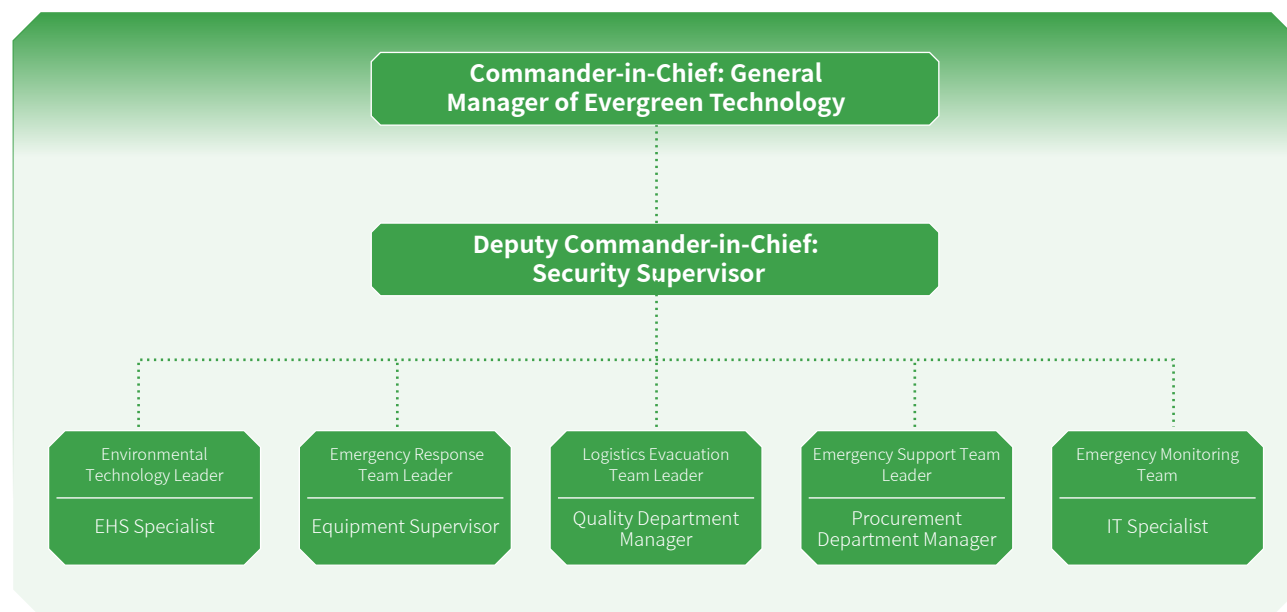 Commander-in-Chief: General
Manager of Evergreen Technology
Deputy Commander-in-Chief:
Security Supervisor
Environmental
Technology Leader
EHS Specialist
Emergency Response
Team Leader
Equipment Supervisor
Logistics Evacuation
Team Leader
Quality Department
Manager
Emergency Support Team
Leader
Procurement
Department Manager
Emergency Monitoring
Team
IT Specialist